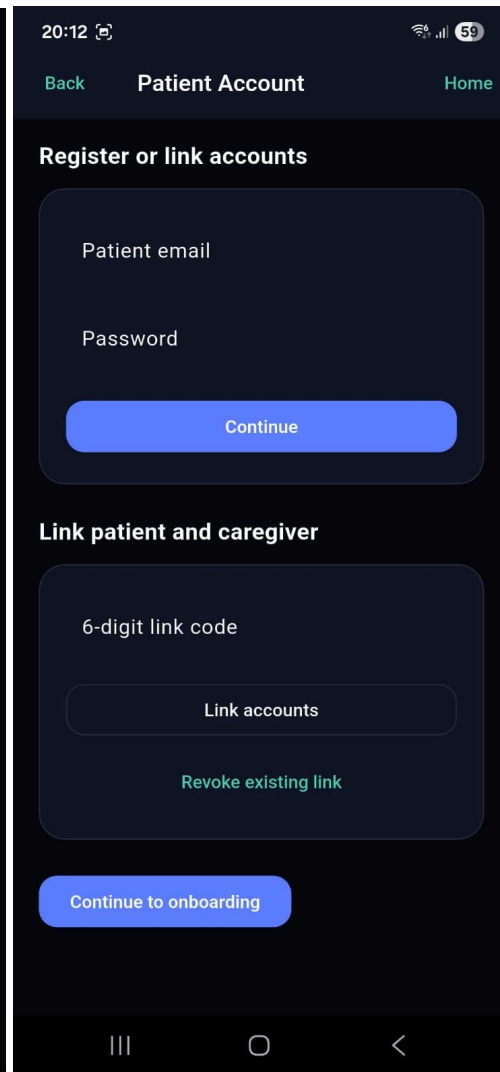 20:12
59
Back Patient Account Home
Register or link accounts
Patient email
Password
Continue
Link patient and caregiver
6-digit link code
Link accounts
Revoke existing link
Continue to onboarding